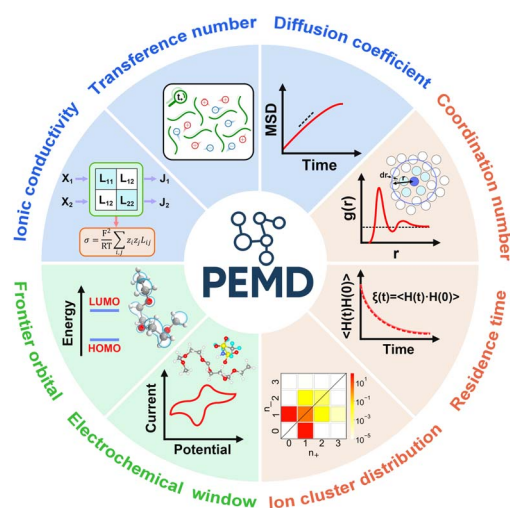 Transference number
Diffusion coefficient
Coordination number
Residence time
Ion cluster distribution
Electrochemical window
Frontier orbital
Ionic conductivity
PEMD
MSD
Time
dr
r
g(r)
r
<H(t)H(0)>
ξ(t)=<H(t)·H(0)>
Time
n_
3
2
1
0
0 1 2 3
n₊
10¹
10⁻¹
10⁻³
10⁻⁵
Current
Potential
Energy
LUMO
HOMO
X₁ L₁₁ L₁₂ J₁
X₂ L₁₂ L₂₂ J₂
σ = F²/RT ∑ i,j zᵢzⱼLᵢⱼ